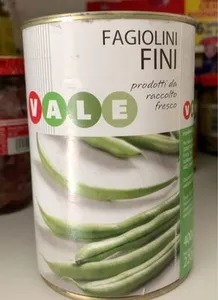 FAGIOLINI
FINI
prodotti da
raccolto
fresco
VALE